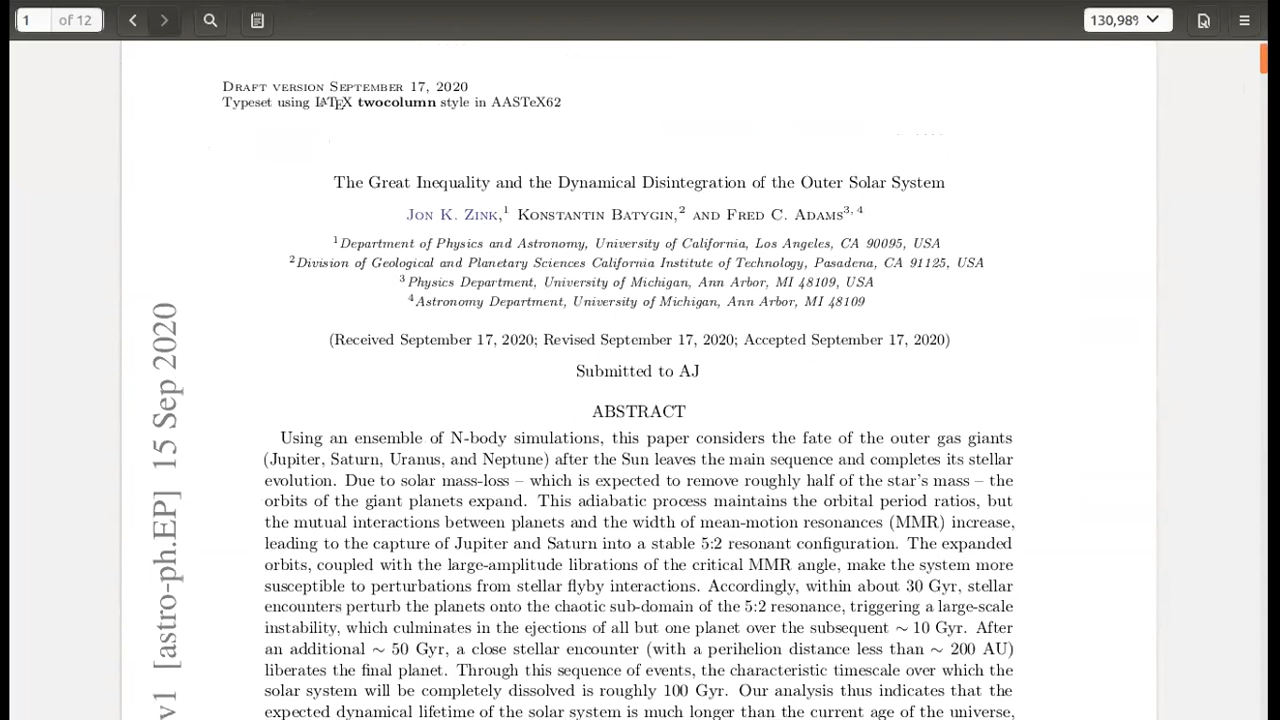 1 of 12 130,98%
Draft version September 17, 2020
Typeset using LATEX twocolumn style in AASTeX62
The Great Inequality and the Dynamical Disintegration of the Outer Solar System
Jon K. Zink,1 Konstantin Batygin,2 and Fred C. Adams3, 4
1Department of Physics and Astronomy, University of California, Los Angeles, CA 90095, USA
2Division of Geological and Planetary Sciences California Institute of Technology, Pasadena, CA 91125, USA
3Physics Department, University of Michigan, Ann Arbor, MI 48109, USA
4Astronomy Department, University of Michigan, Ann Arbor, MI 48109
(Received September 17, 2020; Revised September 17, 2020; Accepted September 17, 2020)
Submitted to AJ
ABSTRACT
Using an ensemble of N-body simulations, this paper considers the fate of the outer gas giants
(Jupiter, Saturn, Uranus, and Neptune) after the Sun leaves the main sequence and completes its stellar
evolution. Due to solar mass-loss – which is expected to remove roughly half of the star's mass – the
orbits of the giant planets expand. This adiabatic process maintains the orbital period ratios, but
the mutual interactions between planets and the width of mean-motion resonances (MMR) increase,
leading to the capture of Jupiter and Saturn into a stable 5:2 resonant configuration. The expanded
orbits, coupled with the large-amplitude librations of the critical MMR angle, make the system more
susceptible to perturbations from stellar flyby interactions. Accordingly, within about 30 Gyr, stellar
encounters perturb the planets onto the chaotic sub-domain of the 5:2 resonance, triggering a large-scale
instability, which culminates in the ejections of all but one planet over the subsequent ∼ 10 Gyr. After
an additional ∼ 50 Gyr, a close stellar encounter (with a perihelion distance less than ∼ 200 AU)
liberates the final planet. Through this sequence of events, the characteristic timescale over which the
solar system will be completely dissolved is roughly 100 Gyr. Our analysis thus indicates that the
expected dynamical lifetime of the solar system is much longer than the current age of the universe,
v1 [astro-ph.EP] 15 Sep 2020